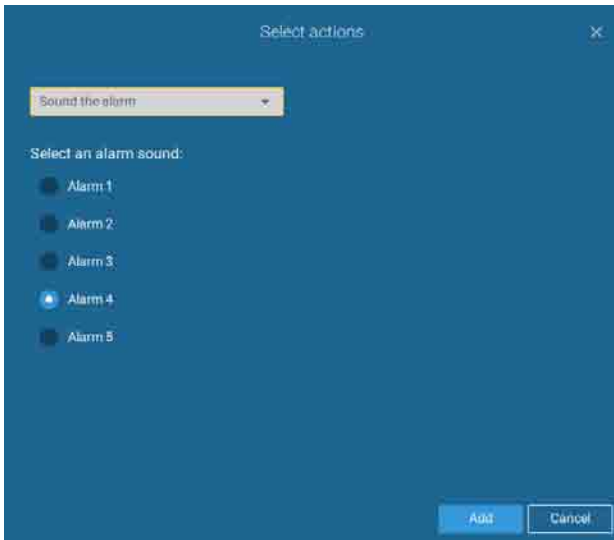 Select actions
Sound the alarm
Select an alarm sound:
Alarm 1
Alarm 2
Alarm 3
Alarm 4
Alarm 5
Add
Cancel